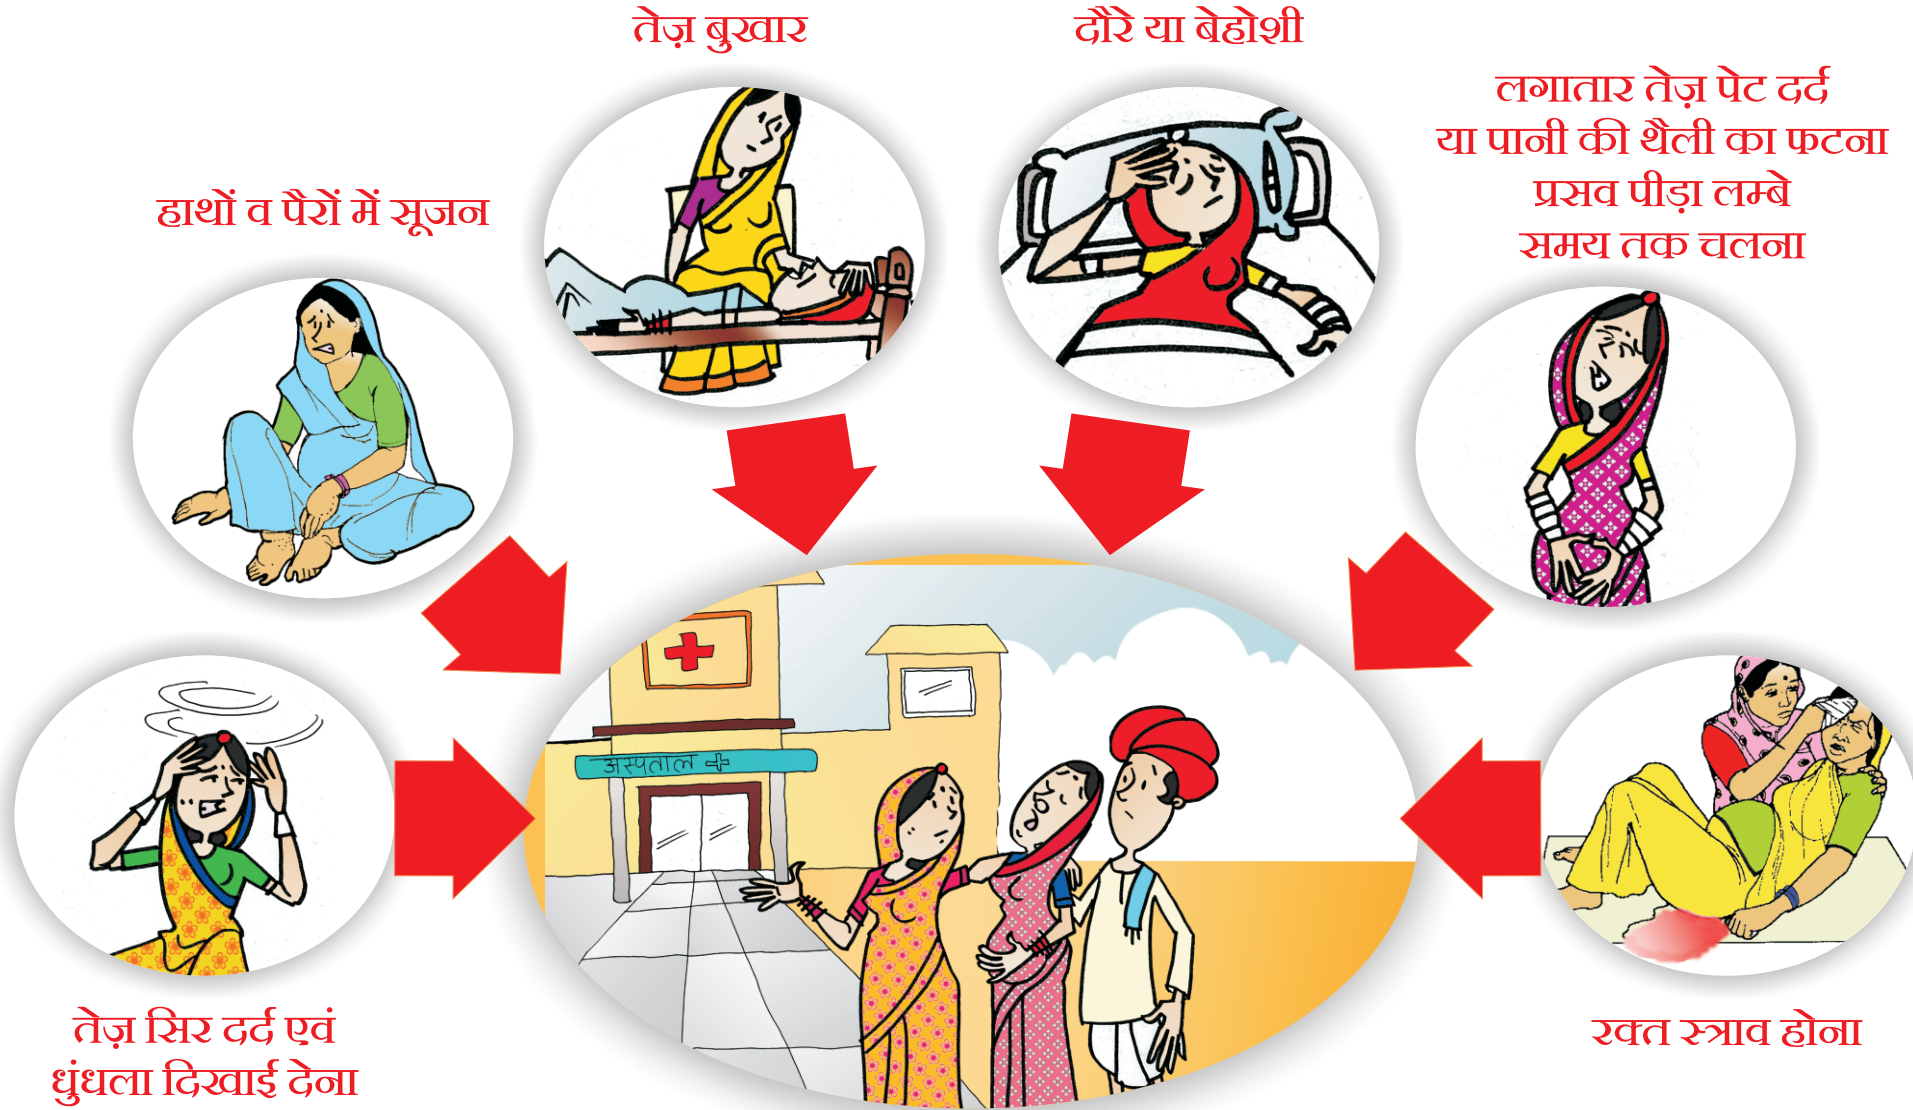 तेज़ बुखार
दौरे या बेहोशी
लगातार तेज़ पेट दर्द
या पानी की थैली का फटना
प्रसव पीड़ा लम्बे
समय तक चलना
हाथों व पैरों में सूजन
अस्पताल
तेज़ सिर दर्द एवं
धुंधला दिखाई देना
रक्त स्त्राव होना